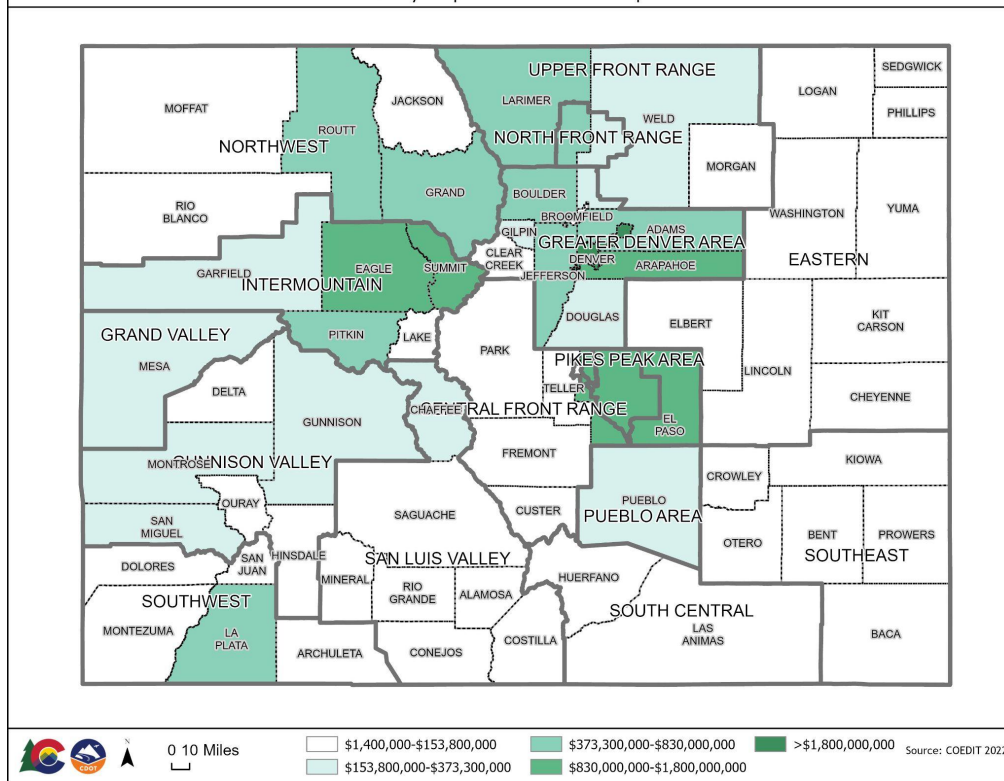 MOFFAT
JACKSON
LARIMER
UPPER FRONT RANGE
SEDGWICK
LOGAN
PHILLIPS
ROUTT
WELD
NORTHWEST
NORTH FRONT RANGE
MORGAN
GRAND
BOULDER
RIO
BLANCO
WASHINGTON
YUMA
BROOMFIELD
GILPIN
ADAMS
GREATER DENVER AREA
CLEAR
CREEK
DENVER
EASTERN
GARFIELD
EAGLE
SUMMIT
ARAPAHOE
JEFFERSON
INTERMOUNTAIN
DOUGLAS
KIT
CARSON
ELBERT
GRAND VALLEY
PITKIN
LAKE
PARK
PIKES PEAK AREA
MESA
LINCOLN
TELLER
DELTA
CHEYENNE
CHAFFEE
CENTRAL FRONT RANGE
GUNNISON
EL
PASO
FREMONT
MONTROSE
GUNNISON VALLEY
KIOWA
CROWLEY
OURAY
PUEBLO
PUEBLO AREA
SAGUACHE
CUSTER
SAN
MIGUEL
OTERO
BENT
PROWERS
SOUTHEAST
SAN
JUAN
HINSDALE
SAN LUIS VALLEY
DOLORES
MINERAL
RIO
GRANDE
HUERFANO
ALAMOSA
SOUTHWEST
SOUTH CENTRAL
MONTEZUMA
LA
PLATA
LAS
ANIMAS
COSTILLA
BACA
ARCHULETA
CONEJOS
N
CDOT
0 10 Miles
$1,400,000-$153,800,000
$373,300,000-$830,000,000
>$1,800,000,000
Source: COEDIT 2022
$153,800,000-$373,300,000
$830,000,000-$1,800,000,000